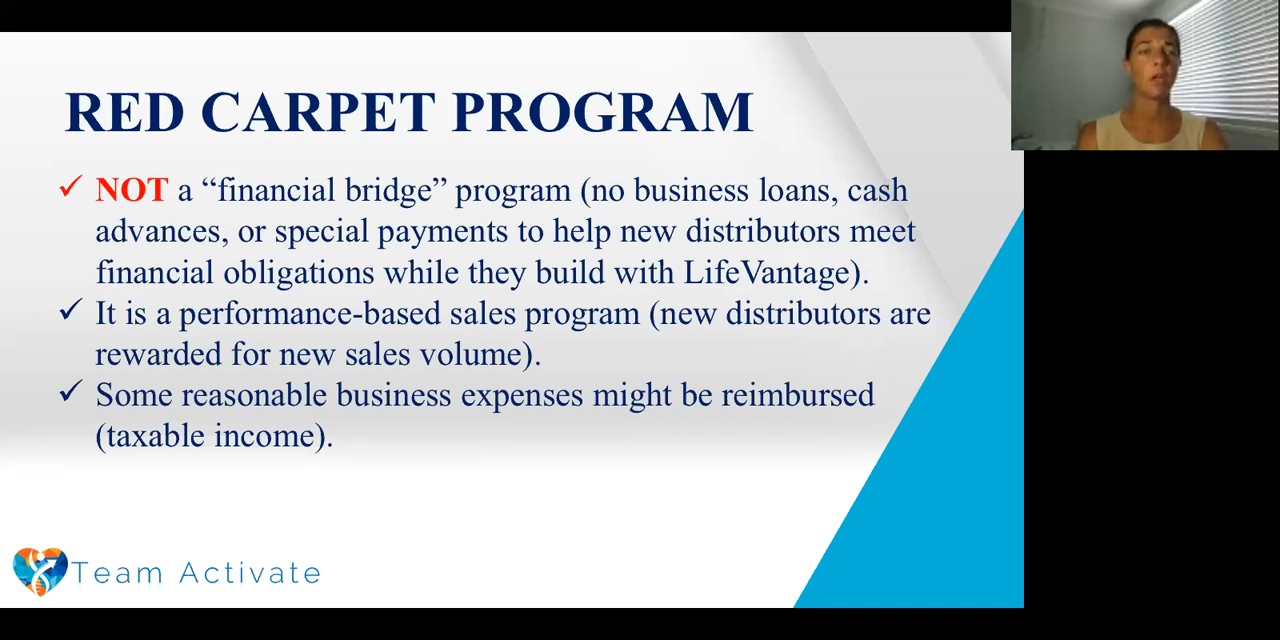 RED CARPET PROGRAM
✓ NOT a “financial bridge” program (no business loans, cash
advances, or special payments to help new distributors meet
financial obligations while they build with LifeVantage).
✓ It is a performance-based sales program (new distributors are
rewarded for new sales volume).
✓ Some reasonable business expenses might be reimbursed
(taxable income).
Team Activate